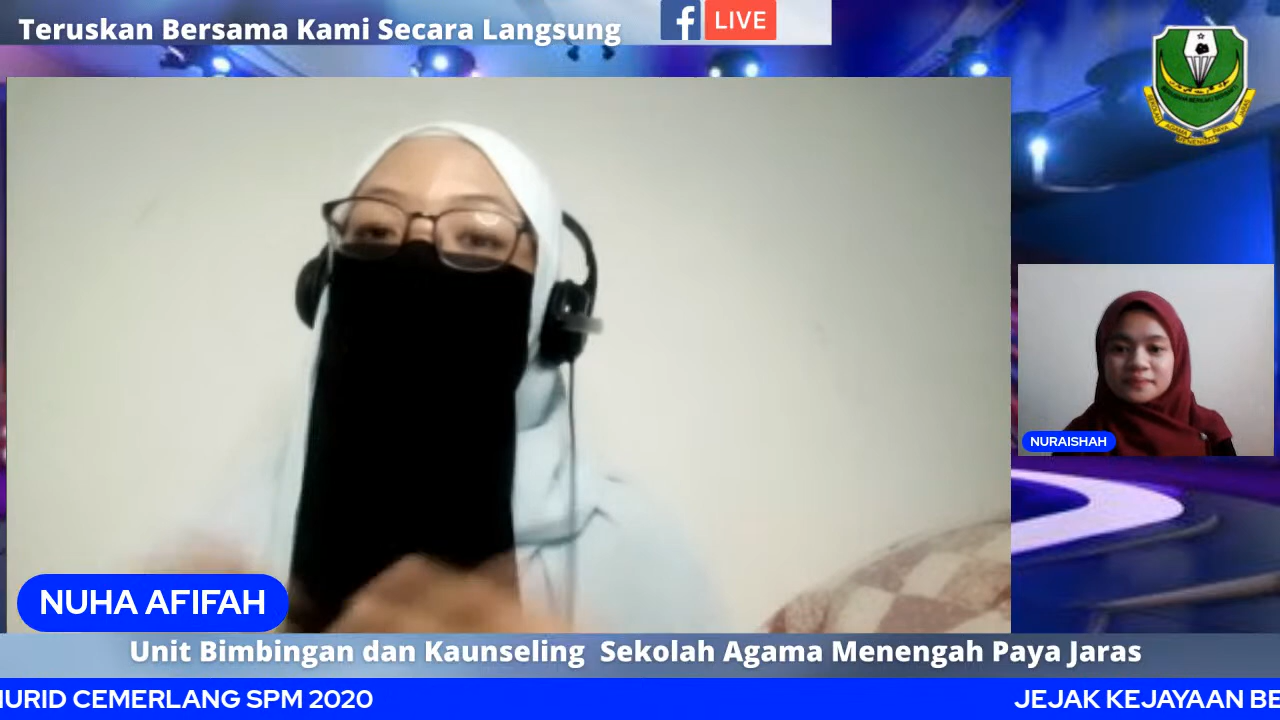 Teruskan Bersama Kami Secara Langsung
f LIVE
NURAISHAH
NUHA AFIFAH
Unit Bimbingan dan Kaunseling Sekolah Agama Menengah Paya Jaras
URID CEMERLANG SPM 2020
JEJAK KEJAYAAN BE